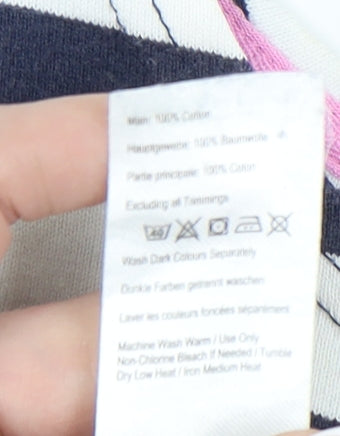 Main: 100% Cotton
Hauptgewebe: 100% Baumwolle
Partie principale: 100% Coton
Excluding all Trimmings
40
Wash Dark Colours Separately
Dunkle Farben getrennt waschen
Laver les couleurs foncées séparément
Machine Wash Warm / Use Only
Non-Chlorine Bleach If Needed / Tumble
Dry Low Heat / Iron Medium Heat